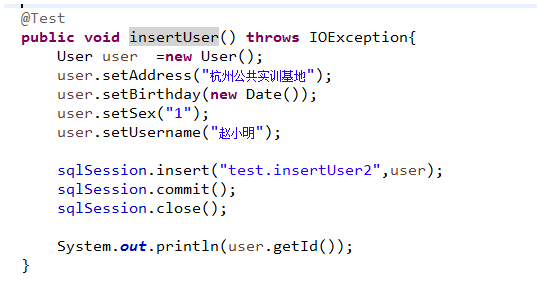 @Test
public void insertUser() throws IOException{
User user  =new User();
user.setAddress("杭州公共实训基地");
user.setBirthday(new Date());
user.setSex("1");
user.setUsername("赵小明");
sqlSession.insert("test.insertUser2",user);
sqlSession.commit();
sqlSession.close();
System.out.println(user.getId());
}